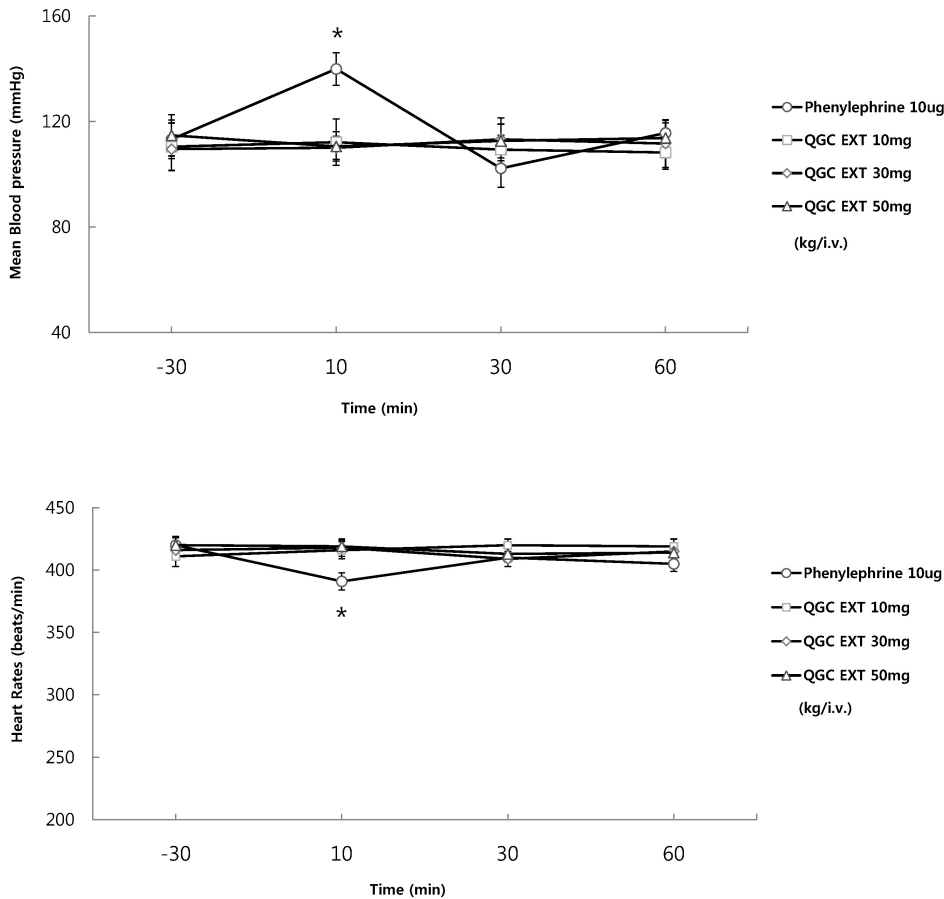 160
*
120
80
40
Mean Blood pressure (mmHg)
-30 10 30 60
Time (min)
Phenylephrine 10ug
QGC EXT 10mg
QGC EXT 30mg
QGC EXT 50mg
(kg/i.v.)
450
400
350
300
250
200
*
Heart Rates (beats/min)
-30 10 30 60
Time (min)
Phenylephrine 10ug
QGC EXT 10mg
QGC EXT 30mg
QGC EXT 50mg
(kg/i.v.)